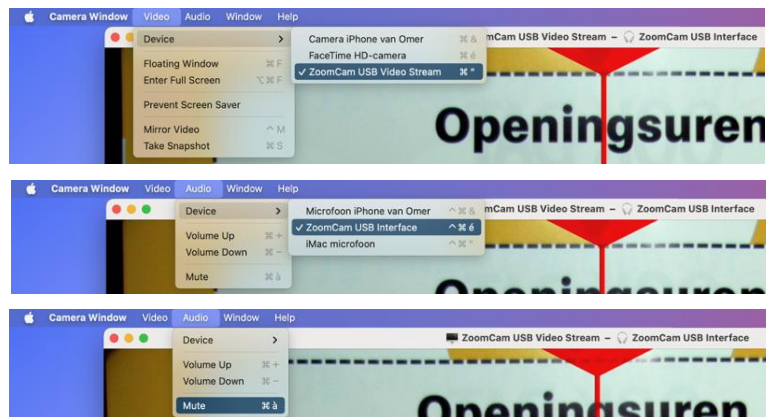 Camera Window Video Audio Window Help
Device > Camera iPhone van Omer ⌘ & mCam USB Video Stream – ZoomCam USB Interface
FaceTime HD-camera ⌘ é
Floating Window ⌘ F ✓ ZoomCam USB Video Stream ⌘ "
Enter Full Screen ⌥ ⌘ F
Prevent Screen Saver
Mirror Video ^ M
Take Snapshot ⌘ S
Openingsuren
Camera Window Video Audio Window Help
Device > Microfoon iPhone van Omer ^ ⌘ & mCam USB Video Stream – ZoomCam USB Interface
✓ ZoomCam USB Interface ^ ⌘ é
Volume Up ⌘ + iMac microfoon ^ ⌘ "
Volume Down ⌘ –
Mute ⌘ à
Openingsuren
Camera Window Video Audio Window Help
Device > ZoomCam USB Video Stream – ZoomCam USB Interface
Volume Up ⌘ +
Volume Down ⌘ –
Mute ⌘ à
Openingsuren